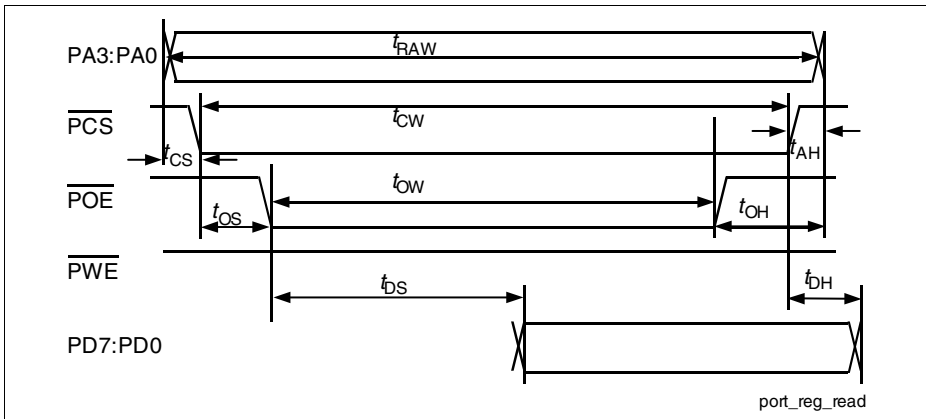 PA3:PA0
tRAW
PCS
tCW
tCS
tAH
POE
tOW
tOS
tOH
PWE
tDS
tDH
PD7:PD0
port_reg_read